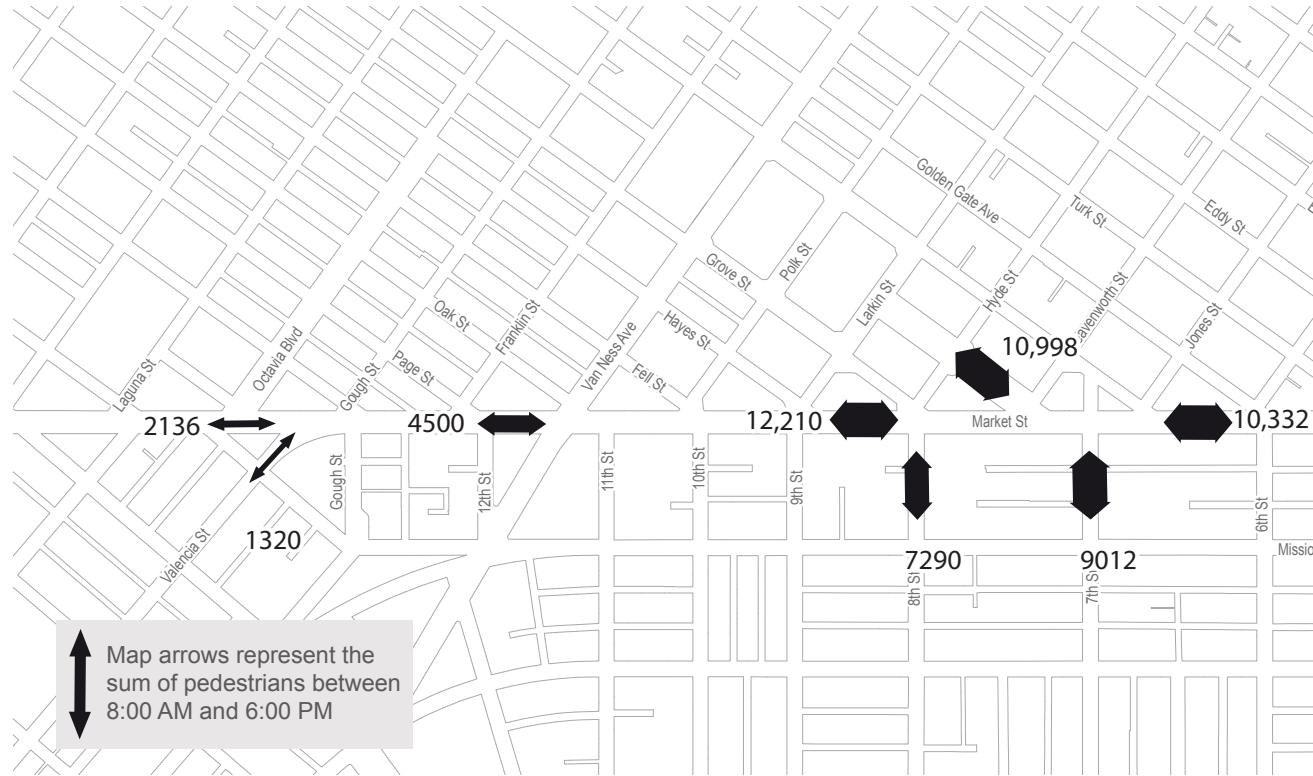 Golden Gate Ave
Turk St
Eddy St
Grove St
Polk St
Larkin St
Hyde St
eavenworth St
Jones St
Oak St
Franklin St
Hayes St
Van Ness Ave
Octavia Blvd
Laguna St
Gough St
Page St
Fell St
10,998
2136
4500
12,210
Market St
10,332
Gough St
12th St
11th St
10th St
9th St
6th St
Valencia St
1320
7290
9012
Missio
8th St
7th St
Map arrows represent the
sum of pedestrians between
8:00 AM and 6:00 PM